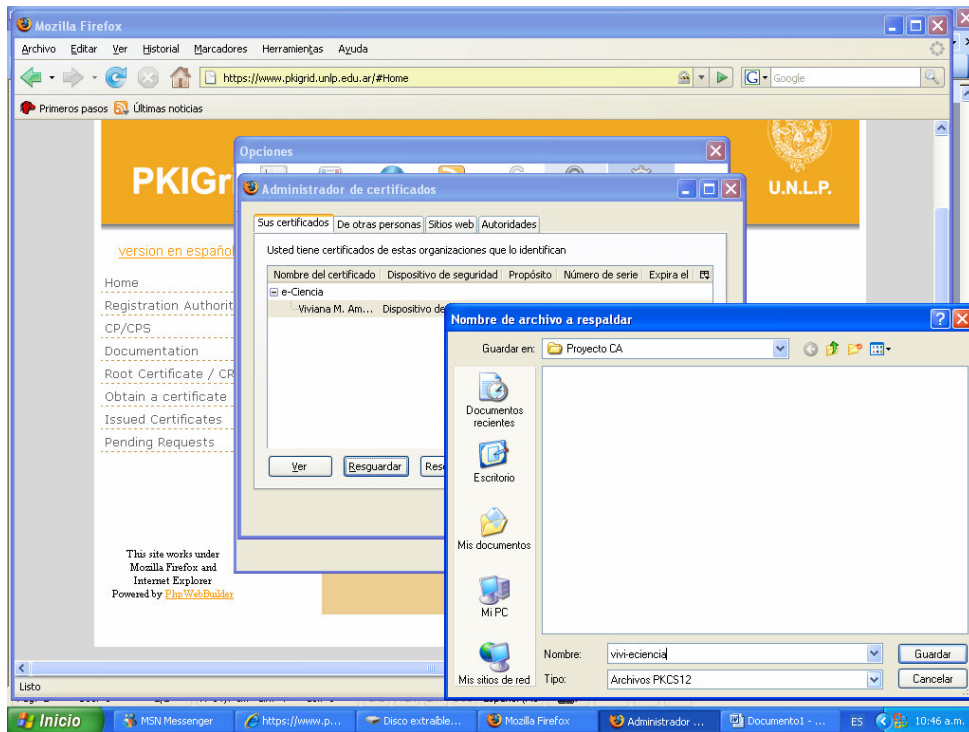 Mozilla Firefox
Archivo Editar Ver Historial Marcadores Herramientas Ayuda
https://www.pkigrid.unlp.edu.ar/#Home
Google
Primeros pasos Últimas noticias
Opciones
PKIGr
U.N.L.P.
Administrador de certificados
Sus certificados De otras personas Sitios web Autoridades
version en español
Usted tiene certificados de estas organizaciones que lo identifican
Nombre del certificado Dispositivo de seguridad Propósito Número de serie Expira el
e-Ciencia
Viviana M. Am... Dispositivo de
Home
Registration Authorit
CP/CPS
Documentation
Root Certificate / CR
Obtain a certificate
Issued Certificates
Pending Requests
Ver Resguardar Res
This site works under
Mozilla Firefox and
Internet Explorer
Powered by PhpWebBuilder
Nombre de archivo a respaldar
Guardar en: Proyecto CA
Documentos
recientes
Escritorio
Mis documentos
Mi PC
Mis sitios de red
Nombre: vivi-eciencia Guardar
Tipo: Archivos PKCS12 Cancelar
Listo
Inicio MSN Messenger https://www.p... Disco extraíble... Mozilla Firefox Administrador ... Documento1 - ... ES 10:46 a.m.